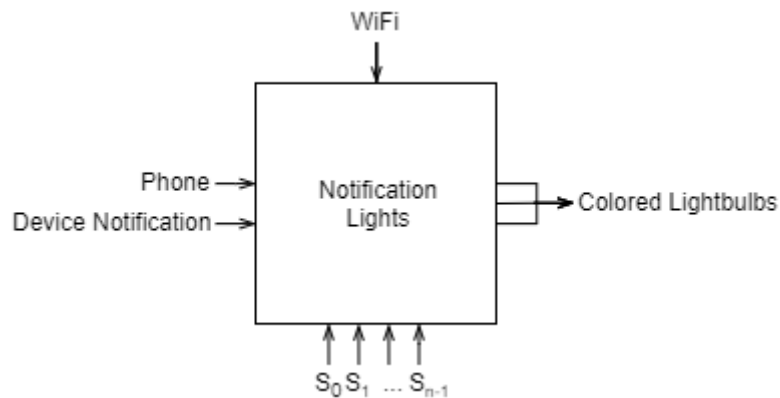 WiFi
Phone
Notification
Lights
Colored Lightbulbs
Device Notification
S₀ S₁ ... Sₙ₋₁